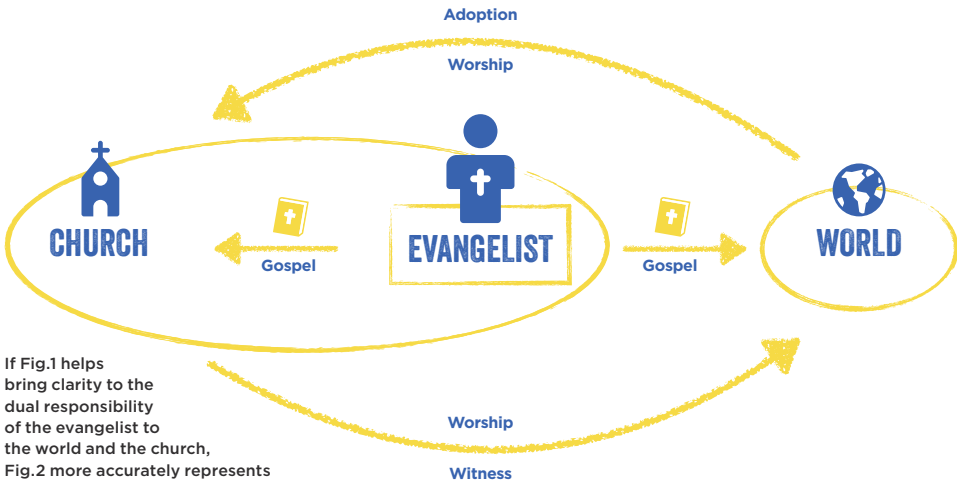 Adoption
Worship
CHURCH
Gospel
EVANGELIST
Gospel
WORLD
If Fig.1 helps
bring clarity to the
dual responsibility
of the evangelist to
the world and the church,
Fig.2 more accurately represents
Worship
Witness